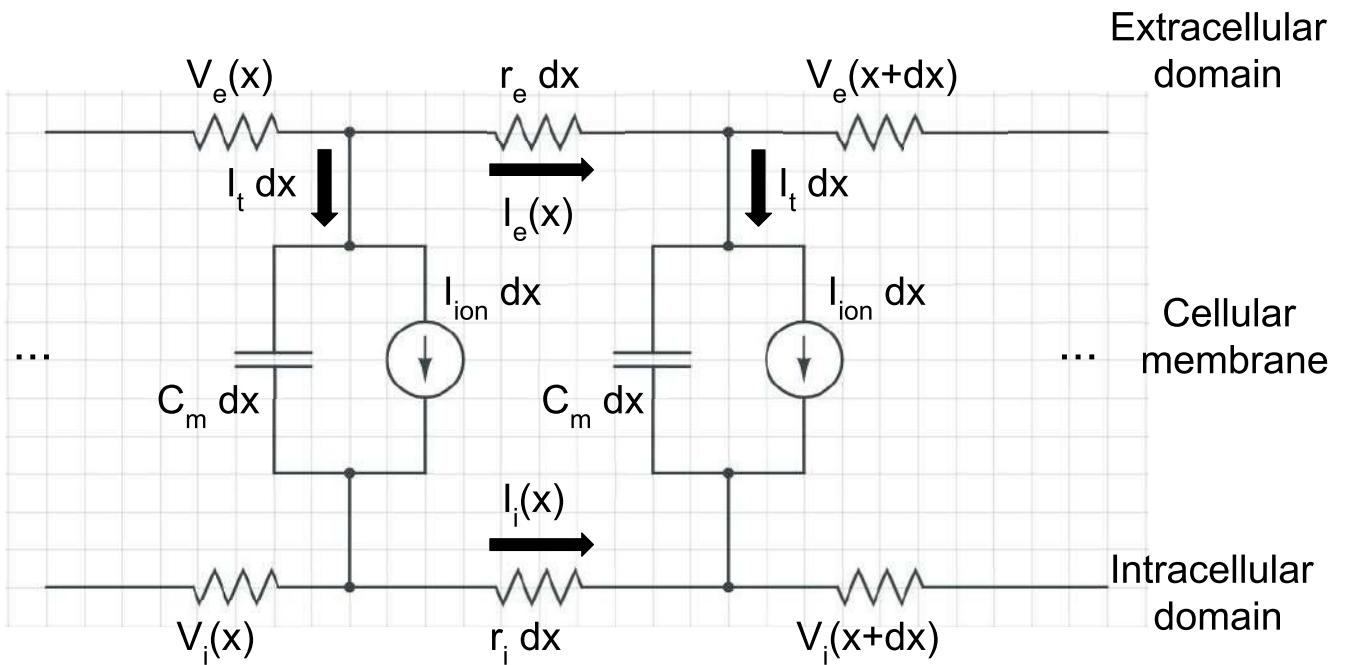 Extracellular
domain
V_e(x)
r_e dx
V_e(x+dx)
I_t dx
I_e(x)
I_t dx
I_ion dx
I_ion dx
Cellular
membrane
...
...
C_m dx
C_m dx
I_i(x)
Intracellular
domain
V_i(x)
r_i dx
V_i(x+dx)